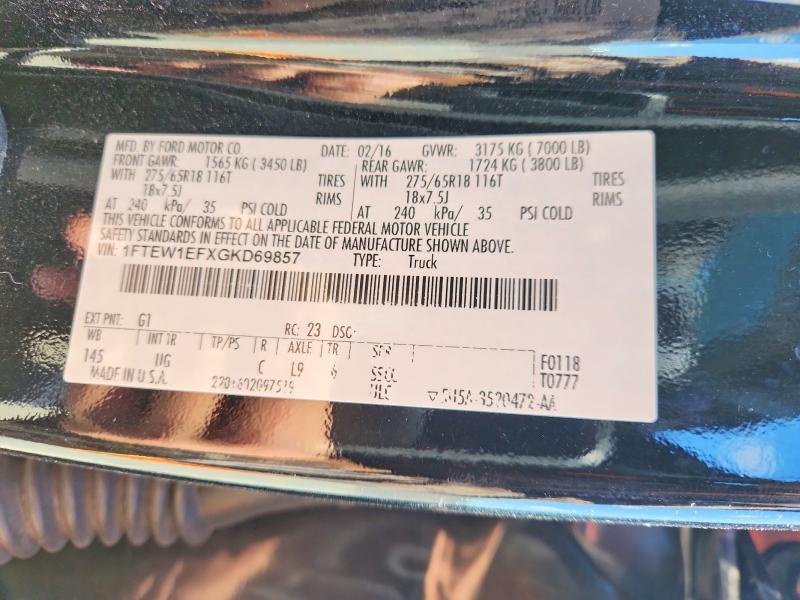 MFD. BY FORD MOTOR CO. DATE: 02/16 GVWR: 3175 KG ( 7000 LB)
FRONT GAWR: 1565 KG ( 3450 LB) REAR GAWR: 1724 KG ( 3800 LB)
WITH 275/65R18 116T TIRES WITH 275/65R18 116T TIRES
18x7.5J RIMS 18x7.5J RIMS
AT 240 kPa/ 35 PSI COLD AT 240 kPa/ 35 PSI COLD
THIS VEHICLE CONFORMS TO ALL APPLICABLE FEDERAL MOTOR VEHICLE
SAFETY STANDARDS IN EFFECT ON THE DATE OF MANUFACTURE SHOWN ABOVE.
VIN: 1FTEW1EFXGKD69857 TYPE: Truck
EXT PNT: G1 RC: 23 DSO:
WB INT TR TP/PS R AXLE TR SPR
145 UG C L9 6 F0118
MADE IN U.S.A. T0777